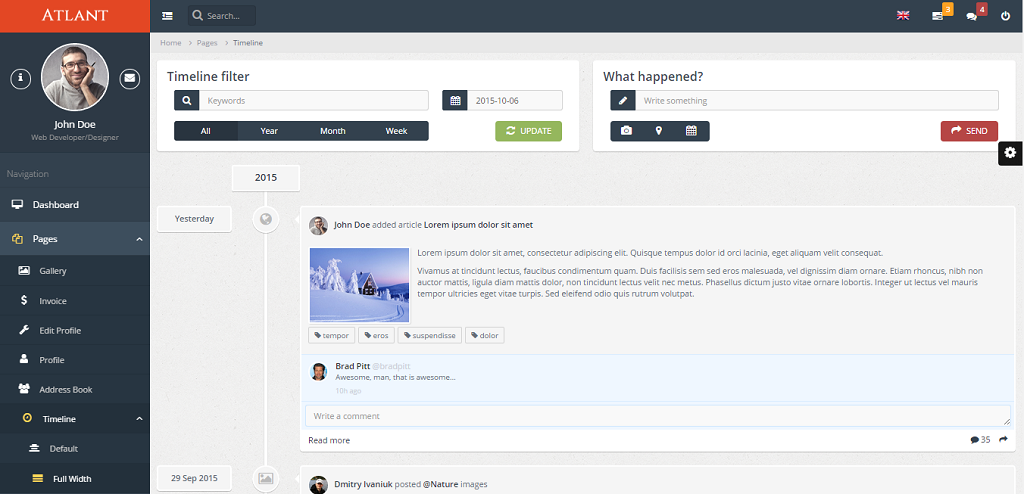 ATLANT
Search...
3
4
John Doe
Web Developer/Designer
Navigation
Dashboard
Pages
Gallery
Invoice
Edit Profile
Profile
Address Book
Timeline
Default
Full Width
Home > Pages > Timeline
Timeline filter
Keywords
2015-10-06
All Year Month Week
UPDATE
What happened?
Write something
SEND
2015
Yesterday
John Doe added article Lorem ipsum dolor sit amet
Lorem ipsum dolor sit amet, consectetur adipiscing elit. Quisque tempus dolor id orci lacinia, eget aliquam velit consequat.
Vivamus at tincidunt lectus, faucibus condimentum quam. Duis facilisis sem sed eros malesuada, vel dignissim diam ornare. Etiam rhoncus, nibh non
auctor mattis, ligula diam mattis dolor, non tincidunt lectus velit nec metus. Phasellus dictum justo vitae ornare lobortis. Integer ut lectus vel mauris
tempor ultricies eget vitae turpis. Sed eleifend odio quis rutrum volutpat.
tempor eros suspendisse dolor
Brad Pitt @bradpitt
Awesome, man, that is awesome...
10h ago
Write a comment
Read more
35
29 Sep 2015
Dmitry Ivaniuk posted @Nature images